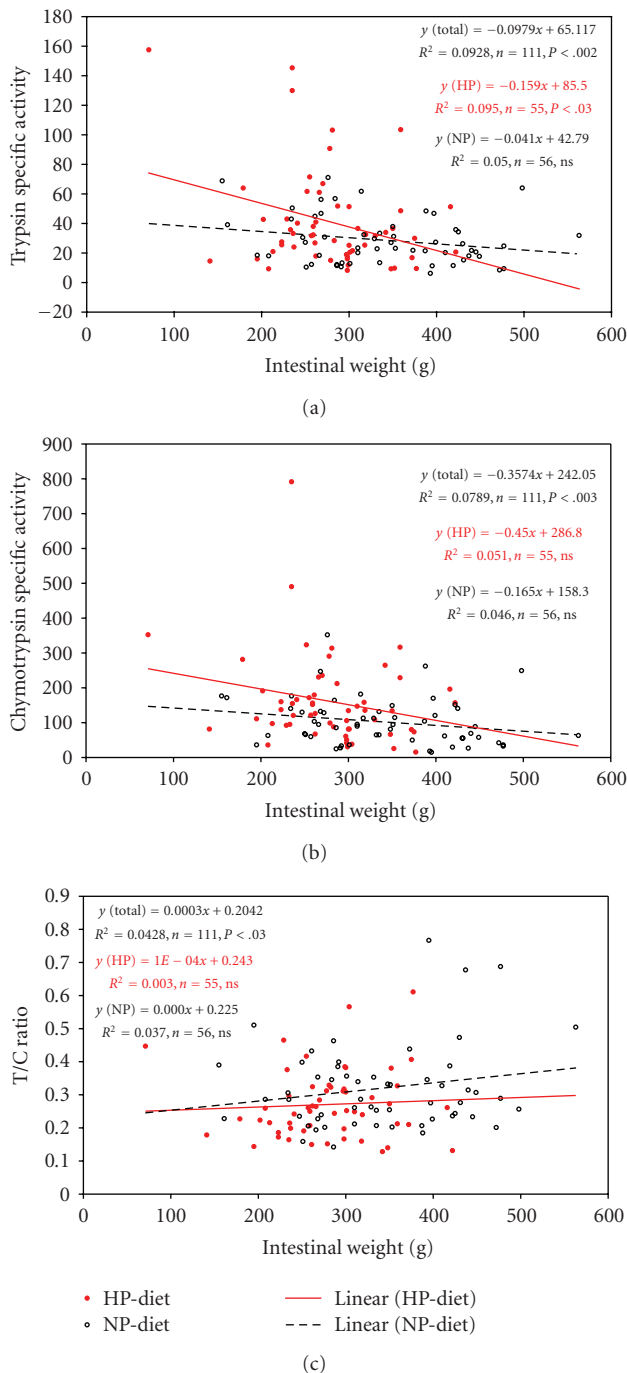 180
160
140
120
100
80
60
40
20
0
−20
Trypsin specific activity
y (total) = −0.0979x + 65.117
R² = 0.0928, n = 111, P < .002
y (HP) = −0.159x + 85.5
R² = 0.095, n = 55, P < .03
y (NP) = −0.041x + 42.79
R² = 0.05, n = 56, ns
0 100 200 300 400 500 600
Intestinal weight (g)
(a)
900
800
700
600
500
400
300
200
100
0
Chymotrypsin specific activity
y (total) = −0.3574x + 242.05
R² = 0.0789, n = 111, P < .003
y (HP) = −0.45x + 286.8
R² = 0.051, n = 55, ns
y (NP) = −0.165x + 158.3
R² = 0.046, n = 56, ns
0 100 200 300 400 500 600
Intestinal weight (g)
(b)
0.9
0.8
0.7
0.6
0.5
0.4
0.3
0.2
0.1
0
T/C ratio
y (total) = 0.0003x + 0.2042
R² = 0.0428, n = 111, P < .03
y (HP) = 1E − 04x + 0.243
R² = 0.003, n = 55, ns
y (NP) = 0.000x + 0.225
R² = 0.037, n = 56, ns
0 100 200 300 400 500 600
Intestinal weight (g)
HP-diet Linear (HP-diet)
NP-diet Linear (NP-diet)
(c)